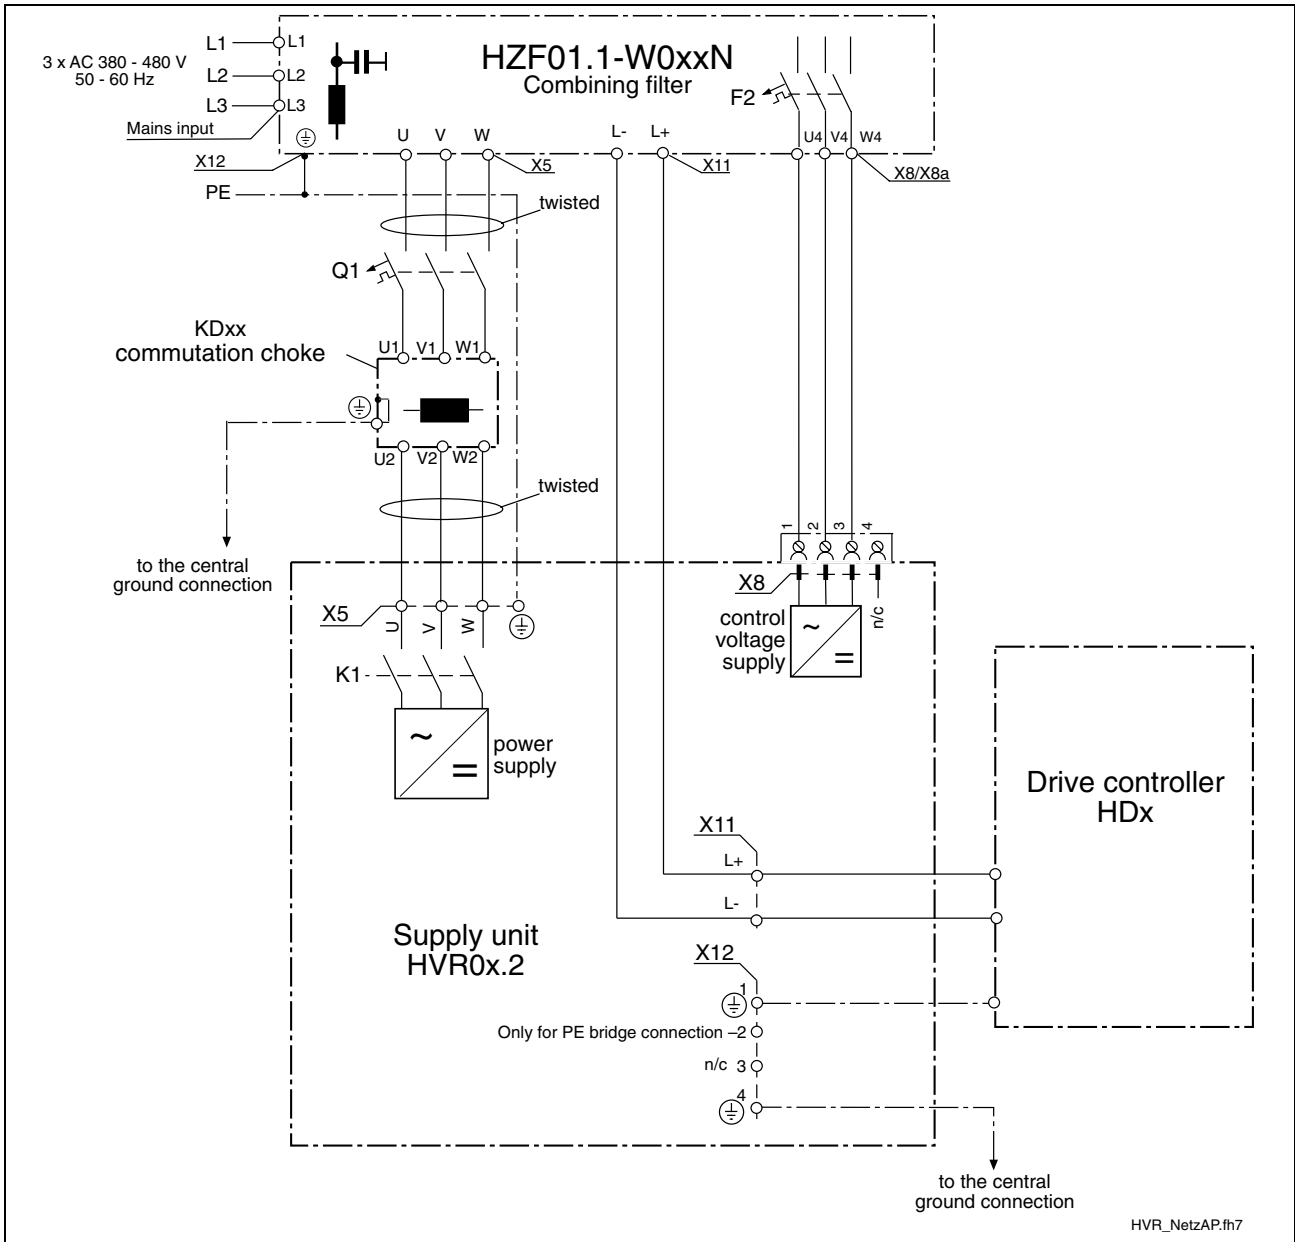 3 x AC 380 - 480 V
50 - 60 Hz
L1 L1
L2 L2
L3 L3
Mains input
HZF01.1-W0xxN
Combining filter
F2
U V W
L- L+
U4 V4 W4
X12
X5
X11
X8/X8a
PE
twisted
Q1
KDxx
commutation choke
U1 V1 W1
U2 V2 W2
twisted
to the central
ground connection
1 2 3 4
X8
n/c
control
voltage
supply
X5
U V W
K1
power
supply
Drive controller
HDx
X11
L+
L-
Supply unit
HVR0x.2
X12
1
Only for PE bridge connection –2
n/c 3
4
to the central
ground connection
HVR_NetzAP.fh7